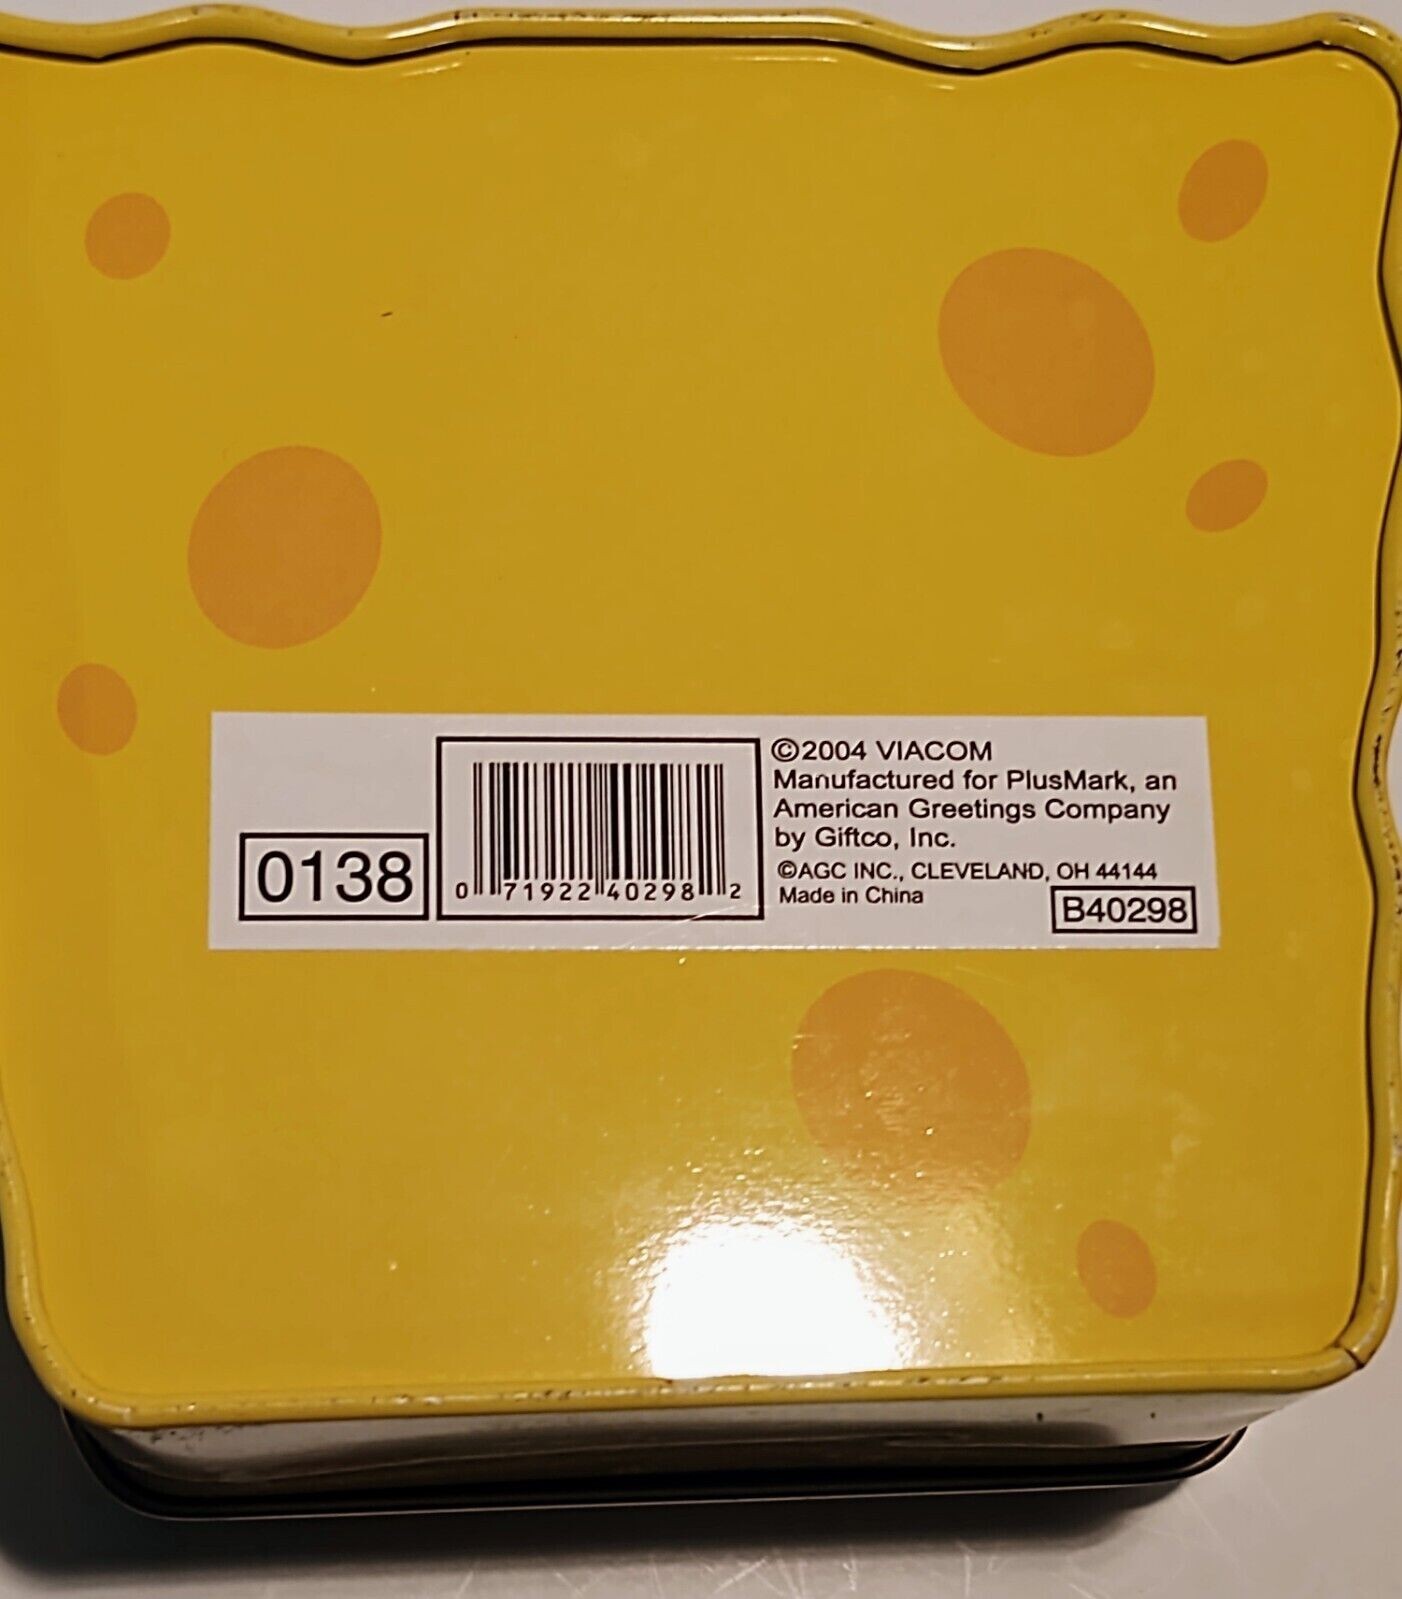 ©2004 VIACOM
Manufactured for PlusMark, an
American Greetings Company
by Giftco, Inc.
©AGC INC., CLEVELAND, OH 44144
Made in China
0138
0 71922 40298 2
B40298